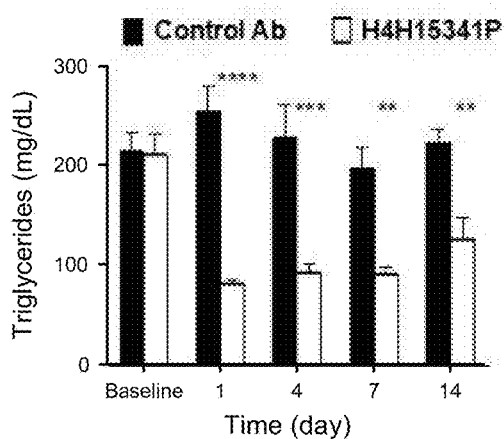 Control Ab H4H15341P
Triglycerides (mg/dL)
300
200
100
0
**** *** ** **
Baseline 1 4 7 14
Time (day)